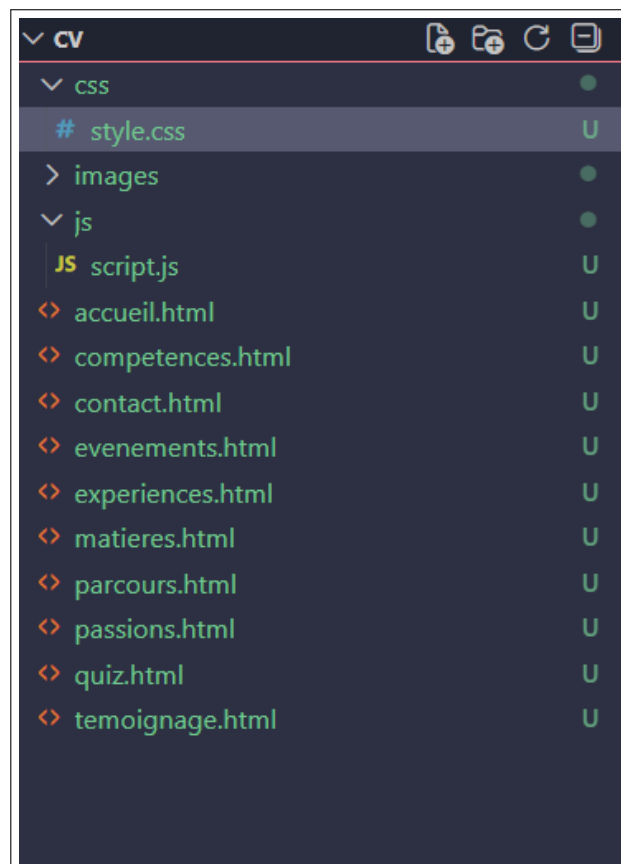 CV
css
# style.css U
images
js
JS script.js U
<> accueil.html U
<> competences.html U
<> contact.html U
<> evenements.html U
<> experiences.html U
<> matieres.html U
<> parcours.html U
<> passions.html U
<> quiz.html U
<> temoignage.html U